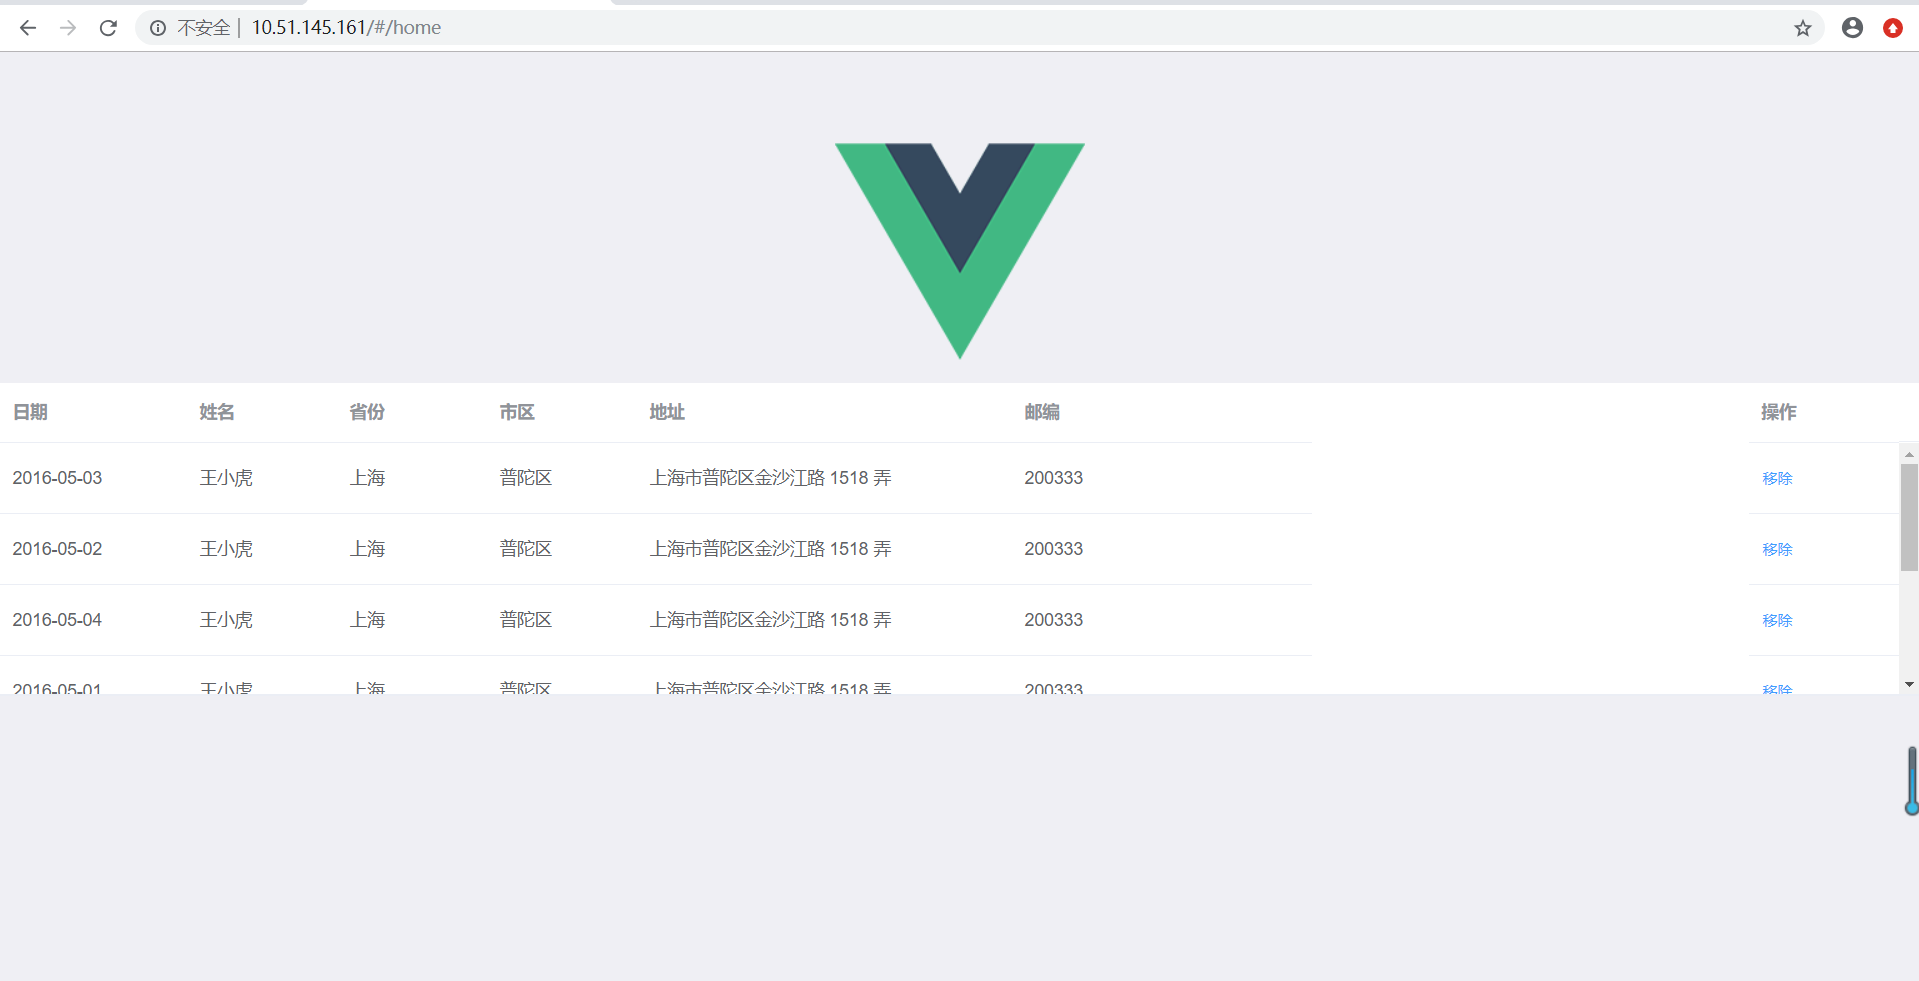 不安全 | 10.51.145.161/#/home
日期 姓名 省份 市区 地址 邮编 操作
2016-05-03 王小虎 上海 普陀区 上海市普陀区金沙江路 1518 弄 200333 移除
2016-05-02 王小虎 上海 普陀区 上海市普陀区金沙江路 1518 弄 200333 移除
2016-05-04 王小虎 上海 普陀区 上海市普陀区金沙江路 1518 弄 200333 移除
2016-05-01 王小虎 上海 普陀区 上海市普陀区金沙江路 1518 弄 200333 移除